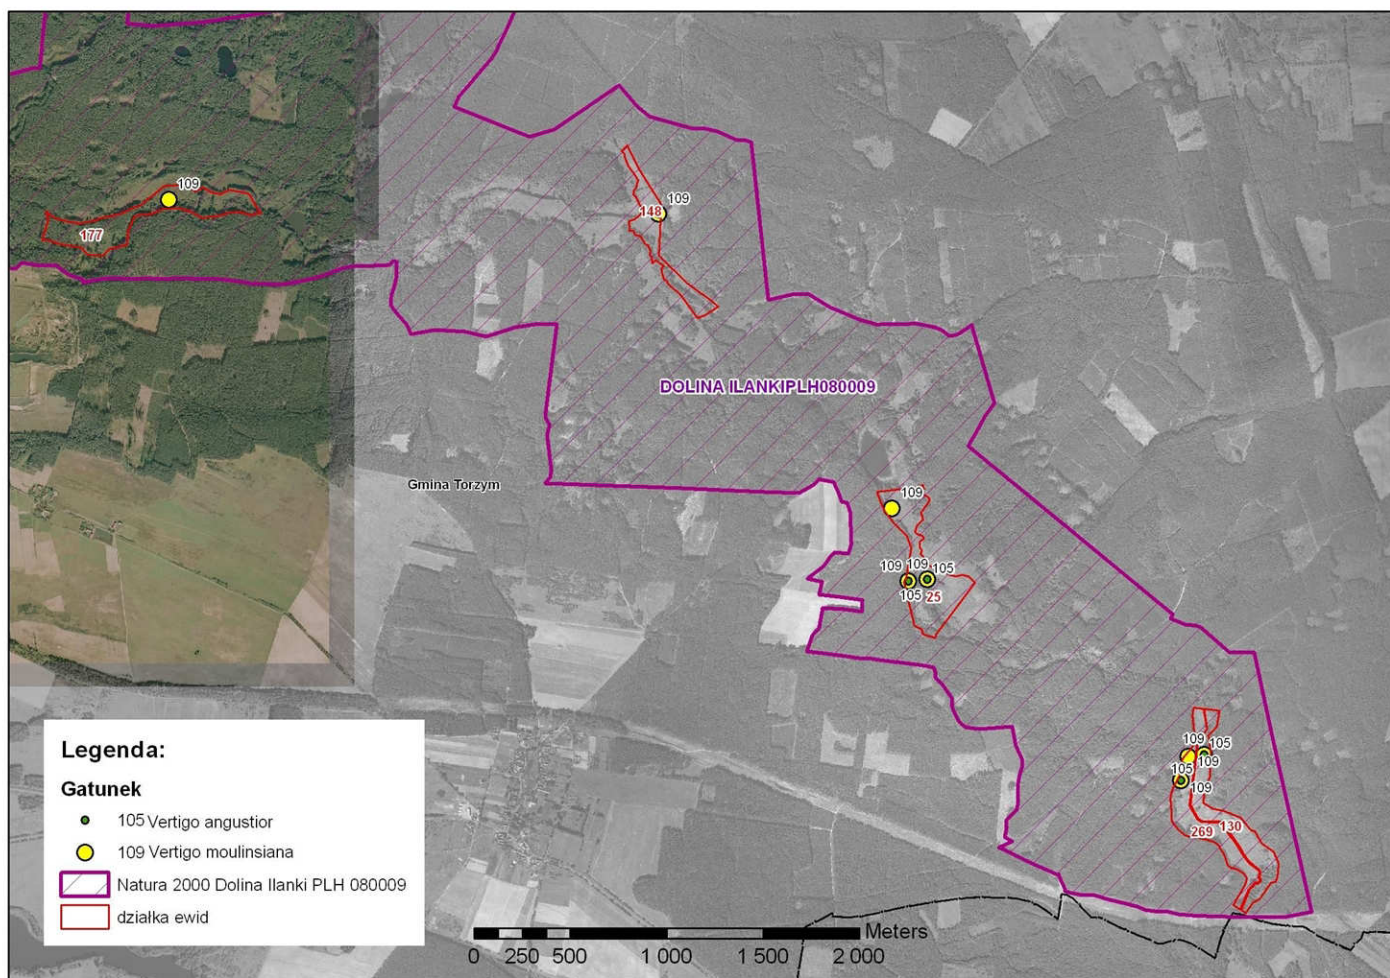 109
177
109
148
DOLINA ILANKIPLH080009
Gmina Torzym
109
109
109
105
105
25
109
105
105
109
109
269
130
Legenda:
Gatunek
105 Vertigo angustior
109 Vertigo moulinsiana
Natura 2000 Dolina Ilanki PLH 080009
działka ewid
Meters
0 250 500 1 000 1 500 2 000